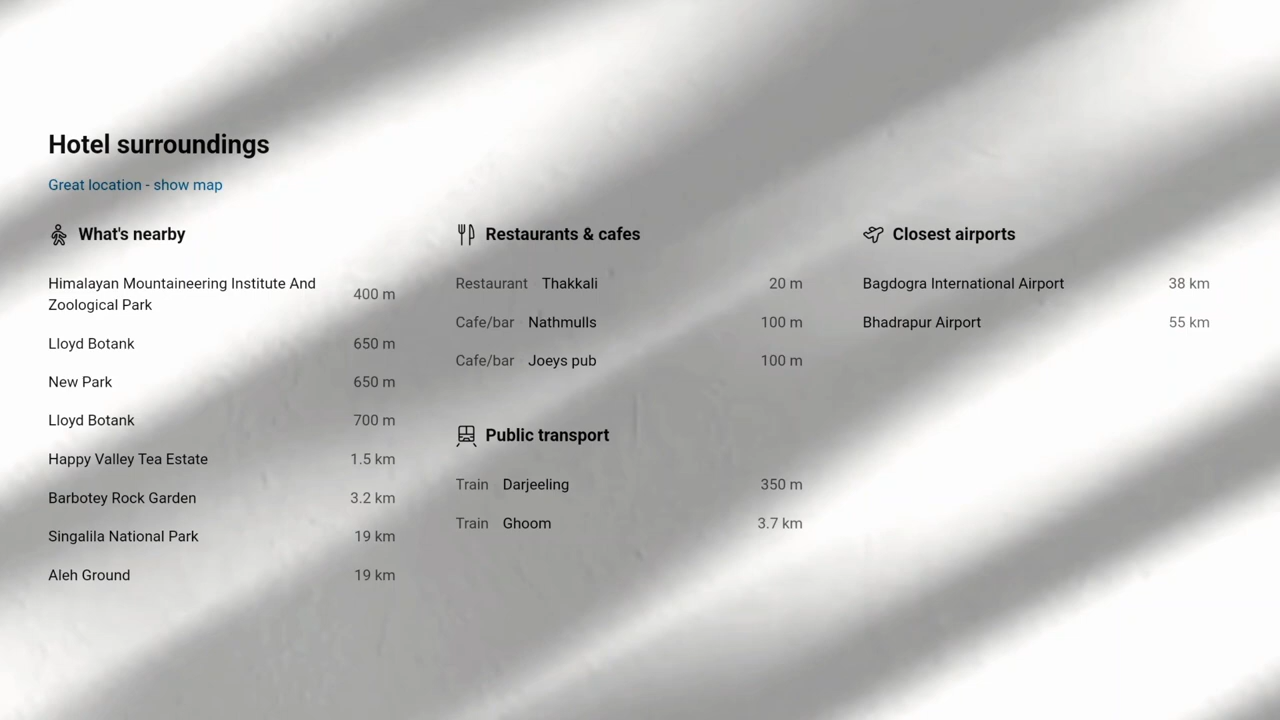 Hotel surroundings
Great location - show map
What's nearby
Himalayan Mountaineering Institute And
Zoological Park
400 m
Lloyd Botank 650 m
New Park 650 m
Lloyd Botank 700 m
Happy Valley Tea Estate 1.5 km
Barbotey Rock Garden 3.2 km
Singalila National Park 19 km
Aleh Ground 19 km
Restaurants & cafes
Restaurant Thakkali 20 m
Cafe/bar Nathmulls 100 m
Cafe/bar Joeys pub 100 m
Public transport
Train Darjeeling 350 m
Train Ghoom 3.7 km
Closest airports
Bagdogra International Airport 38 km
Bhadrapur Airport 55 km